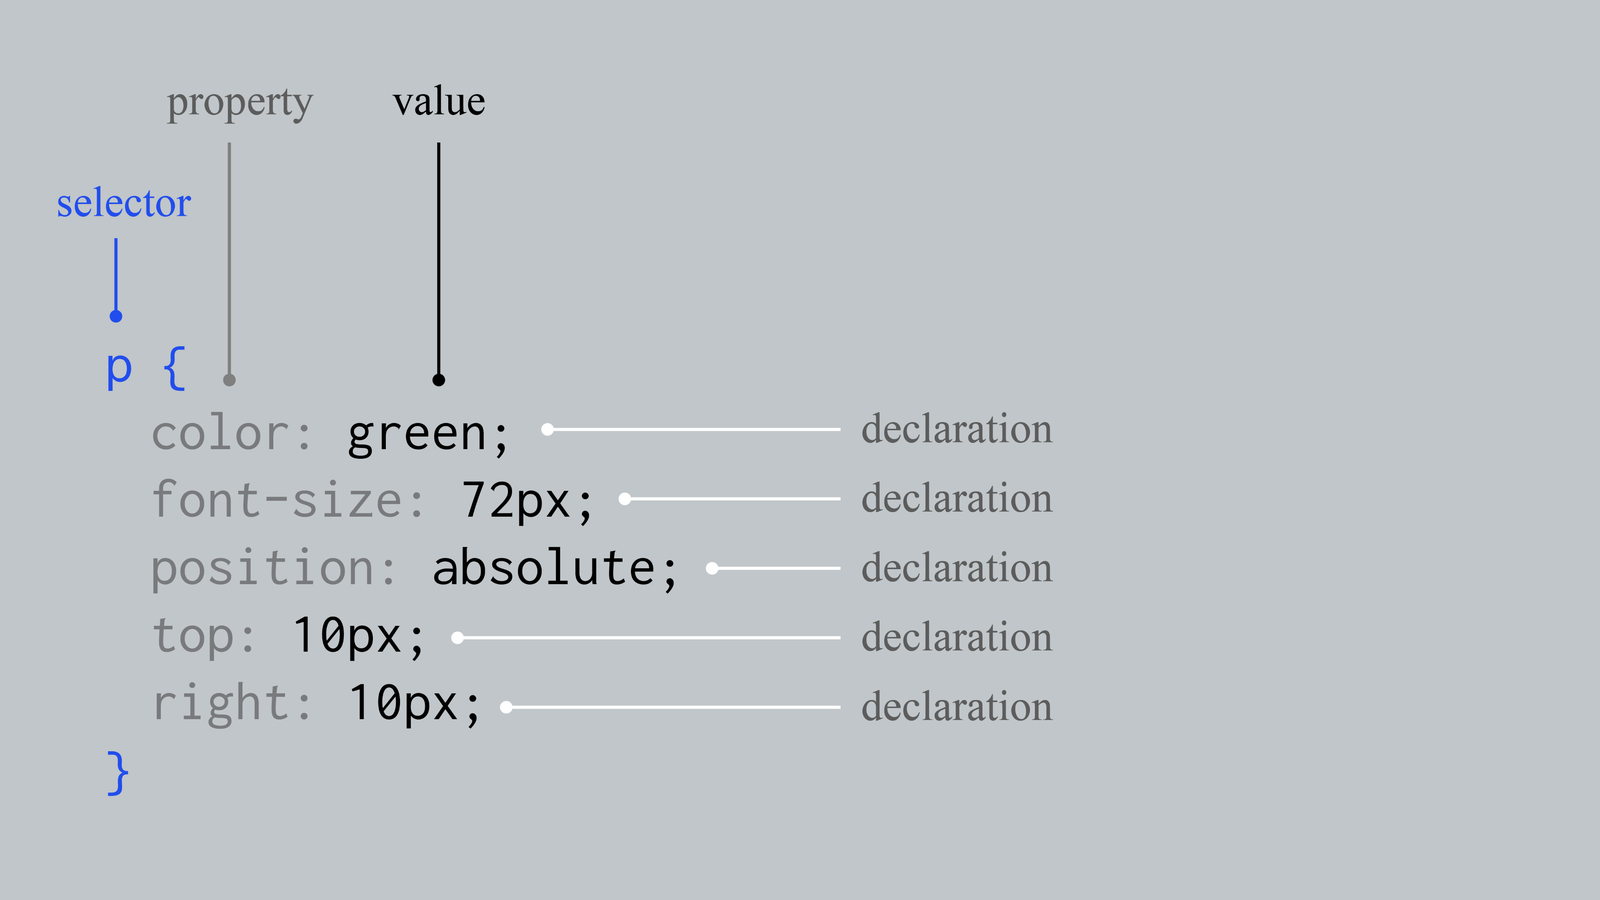 property value
selector
p {
color: green; declaration
font-size: 72px; declaration
position: absolute; declaration
top: 10px; declaration
right: 10px; declaration
}